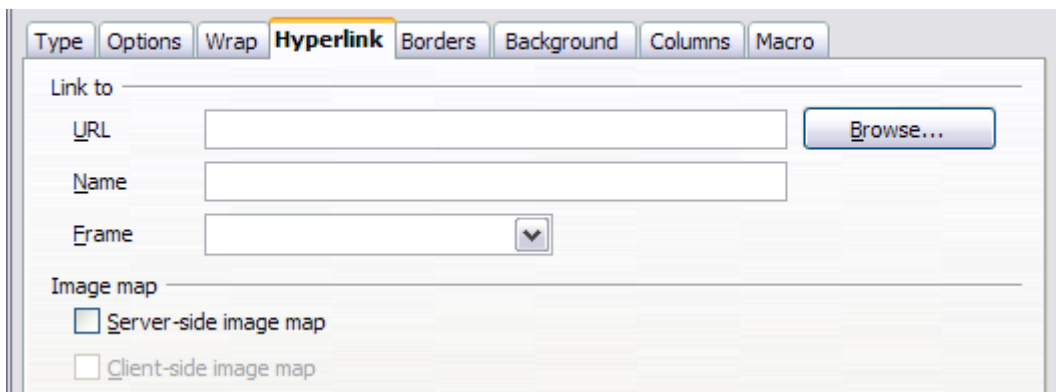 Type Options Wrap Hyperlink Borders Background Columns Macro
Link to
URL Browse...
Name
Frame
Image map
Server-side image map
Client-side image map